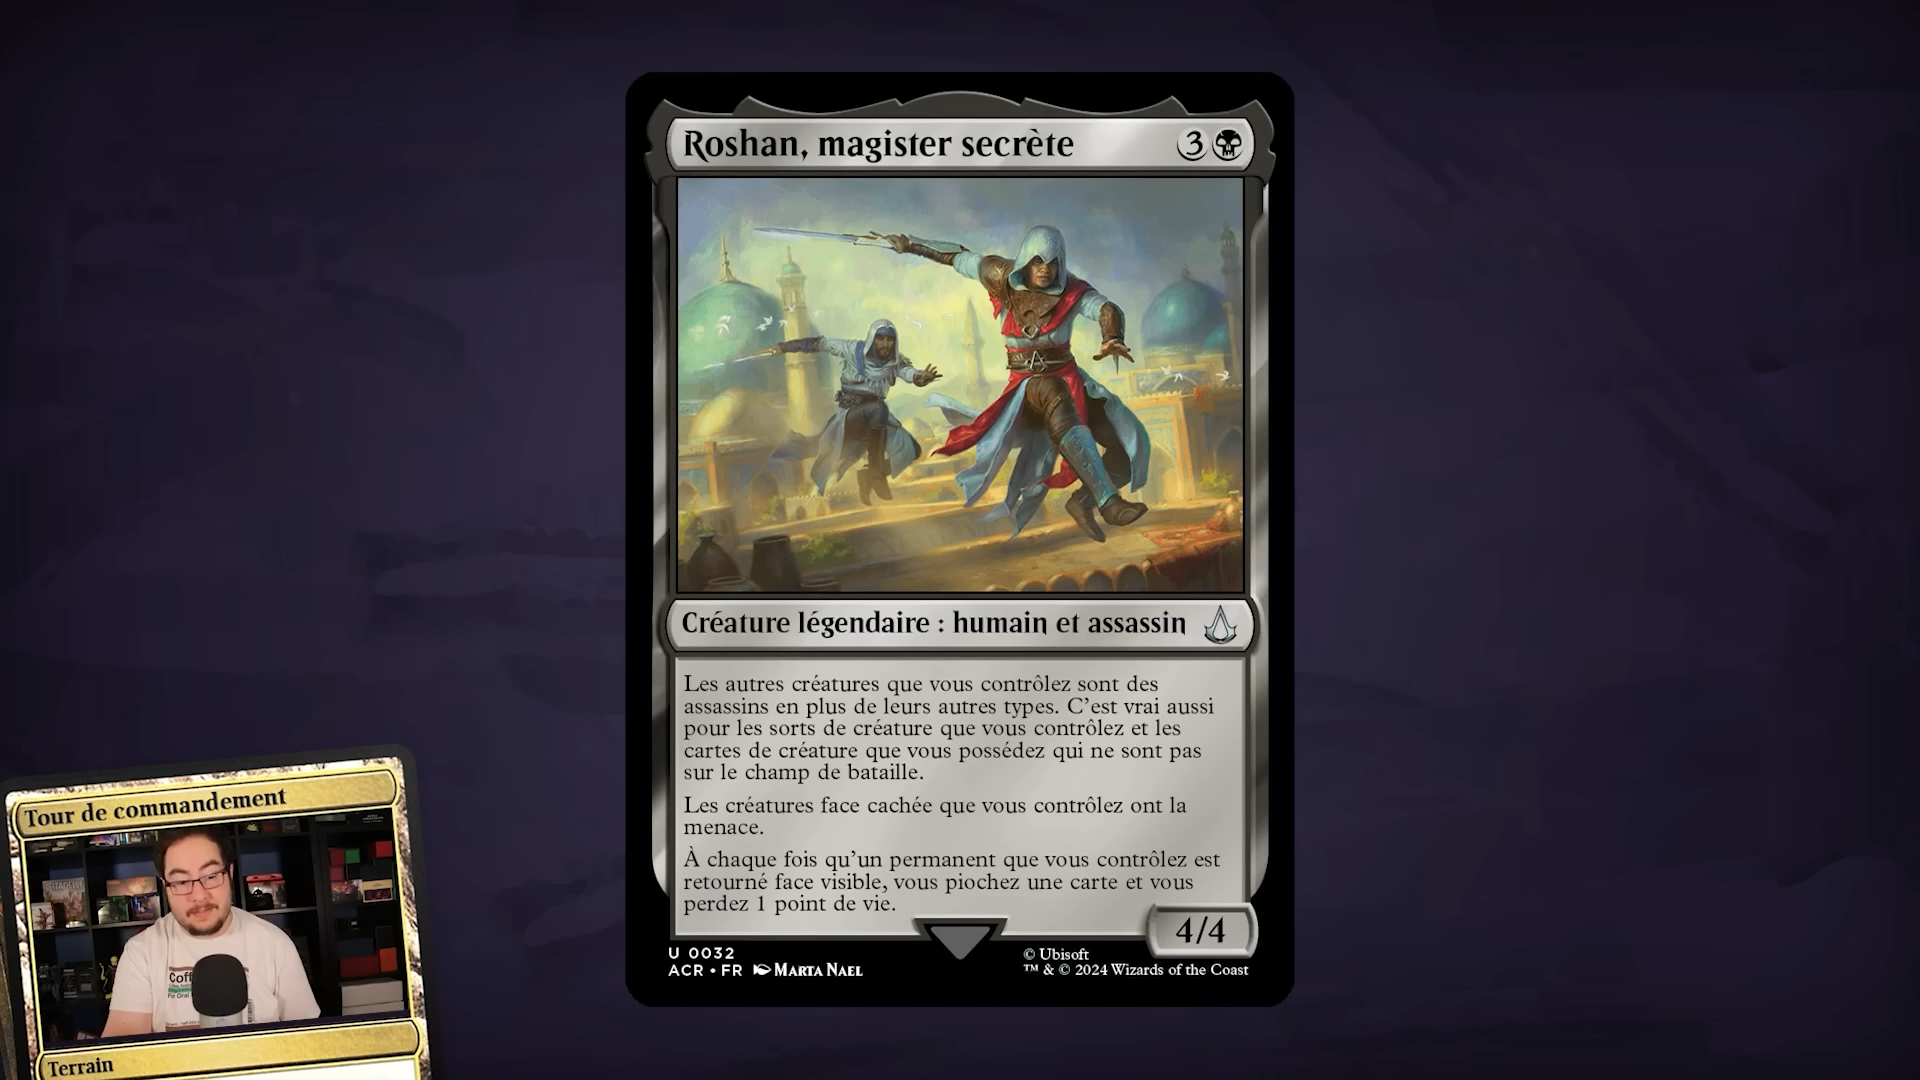 Roshan, magister secrète
3
Créature légendaire : humain et assassin
Les autres créatures que vous contrôlez sont des
assassins en plus de leurs autres types. C'est vrai aussi
pour les sorts de créature que vous contrôlez et les
cartes de créature que vous possédez qui ne sont pas
sur le champ de bataille.
Les créatures face cachée que vous contrôlez ont la
menace.
À chaque fois qu'un permanent que vous contrôlez est
retourné face visible, vous piochez une carte et vous
perdez 1 point de vie.
4/4
U 0032
ACR • FR MARTA NAEL
© Ubisoft
™ & © 2024 Wizards of the Coast
Tour de commandement
CITADELLES
Coff
For Oral
Terrain